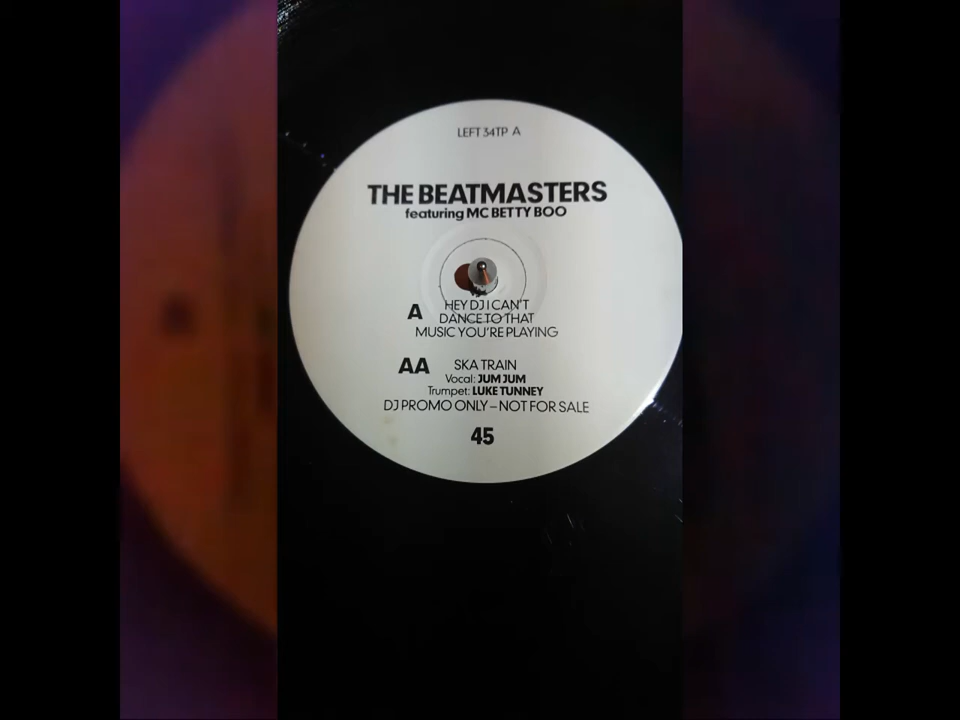 LEFT 34TP A
THE BEATMASTERS
featuring MC BETTY BOO
A
HEY DJ I CAN'T
DANCE TO THAT
MUSIC YOU'RE PLAYING
AA SKA TRAIN
Vocal: JUM JUM
Trumpet: LUKE TUNNEY
DJ PROMO ONLY – NOT FOR SALE
45